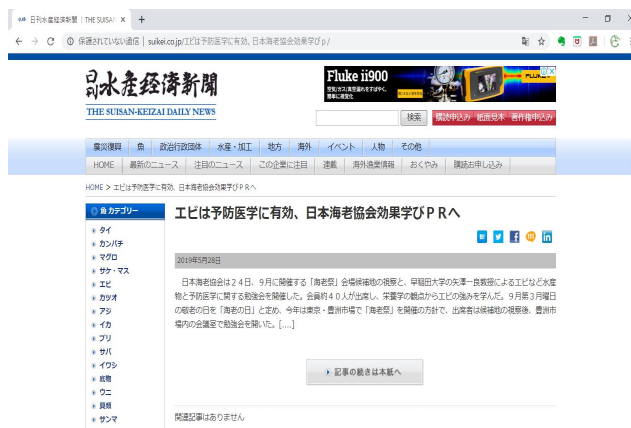 日刊水産経済新聞 | THE SUISAN
保護されていない通信 | suikei.co.jp/エビは予防医学に有効、日本海老協会効果学びp/
日刊水産経済新聞
THE SUISAN-KEIZAI DAILY NEWS
Fluke ii900
検索
購読申込み 紙面見本 著作権申込み
震災復興 魚 政治行政団体 水産・加工 地方 海外 イベント 人物 その他
HOME 最新のニュース 注目のニュース この企業に注目 連載 海外漁業情報 おくやみ 購読お申し込み
HOME > エビは予防医学に有効、日本海老協会効果学びPRへ
魚カテゴリー
タイ
カンパチ
マグロ
サケ・マス
エビ
カツオ
アジ
イカ
ブリ
サバ
イワシ
底物
ウニ
貝類
サンマ
エビは予防医学に有効、日本海老協会効果学びPRへ
2019年5月28日
日本海老協会は24日、9月に開催する「海老祭」会場候補地の視察と、早稲田大学の矢澤一良教授によるエビなど水産
物と予防医学に関する勉強会を開催した。会員約40人が出席し、栄養学の観点からエビの強みを学んだ。9月第3月曜日
の敬老の日を「海老の日」と定め、今年は東京・豊洲市場で「海老祭」を開催の方針で、出席者は候補地の視察後、豊洲市
場内の会議室で勉強会を開いた。[.....]
記事の続きは本紙へ
関連記事はありません